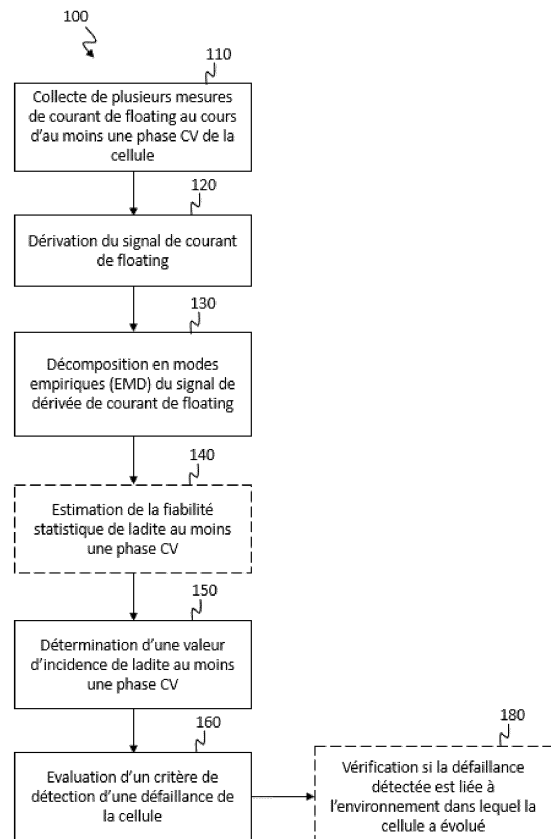 100
110
Collecte de plusieurs mesures
de courant de floating au cours
d'au moins une phase CV de la
cellule
120
Dérivation du signal de courant
de floating
130
Décomposition en modes
empiriques (EMD) du signal de
dérivée de courant de floating
140
Estimation de la fiabilité
statistique de ladite au moins
une phase CV
150
Détermination d'une valeur
d'incidence de ladite au moins
une phase CV
160
Evaluation d'un critère de
détection d'une défaillance de
la cellule
180
Vérification si la défaillance
détectée est liée à
l'environnement dans lequel la
cellule a évolué